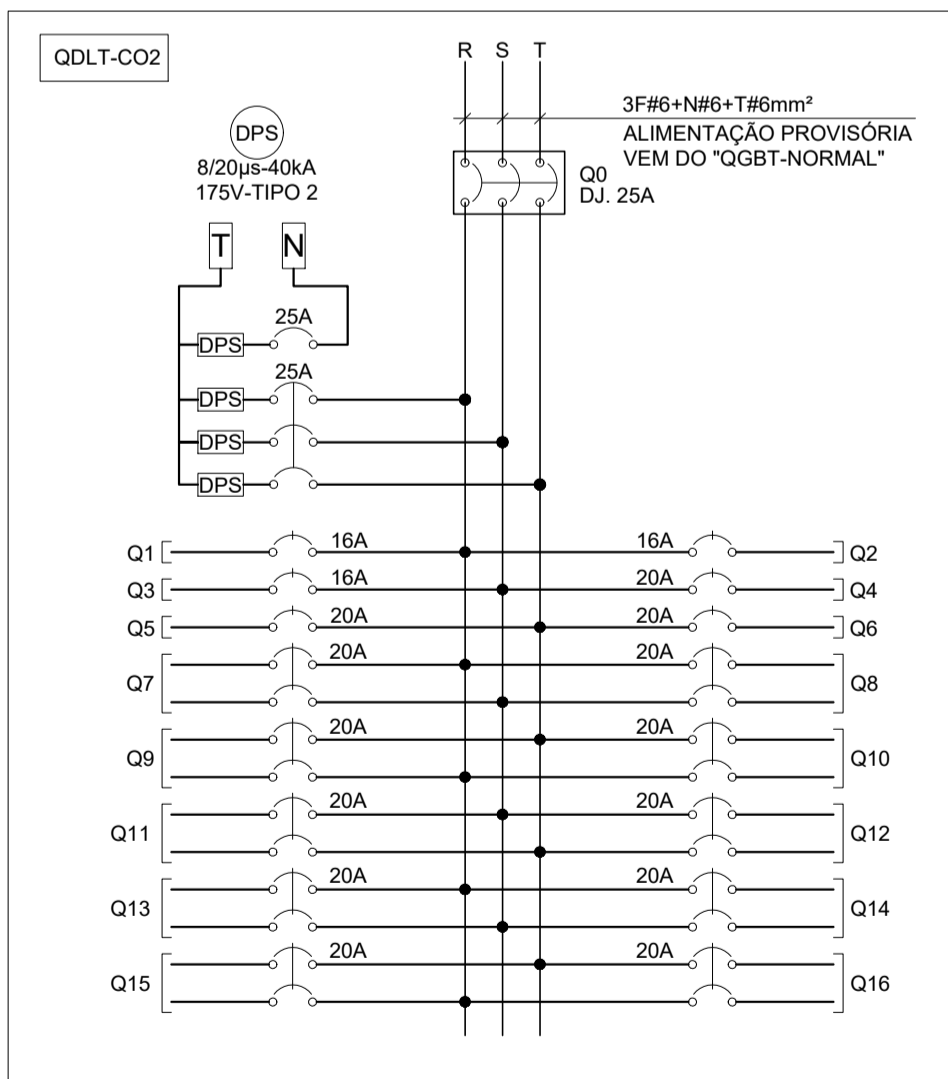 QDLT-CO2
R S T
3F#6+N#6+T#6mm²
ALIMENTAÇÃO PROVISÓRIA
VEM DO "QGBT-NORMAL"
Q0
DJ. 25A
DPS
8/20µs-40kA
175V-TIPO 2
T N
25A
DPS
25A
DPS
DPS
DPS
Q1 16A 16A Q2
Q3 16A 20A Q4
Q5 20A 20A Q6
20A 20A
Q7 Q8
20A 20A
Q9 Q10
20A 20A
Q11 Q12
20A 20A
Q13 Q14
20A 20A
Q15 Q16